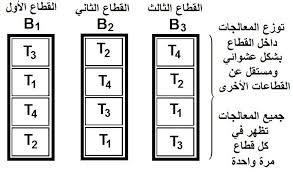 القطاع الأول القطاع الثاني القطاع الثالث
B1 B2 B3
T3 T2 T4
T1 T4 T2
T4 T3 T1
T2 T1 T3
توزع المعالجات
داخل القطاع
بشكل عشوائي
ومستقل عن
القطاعات الأخرى
جميع المعالجات
تظهر في
كل قطاع
مرة واحدة